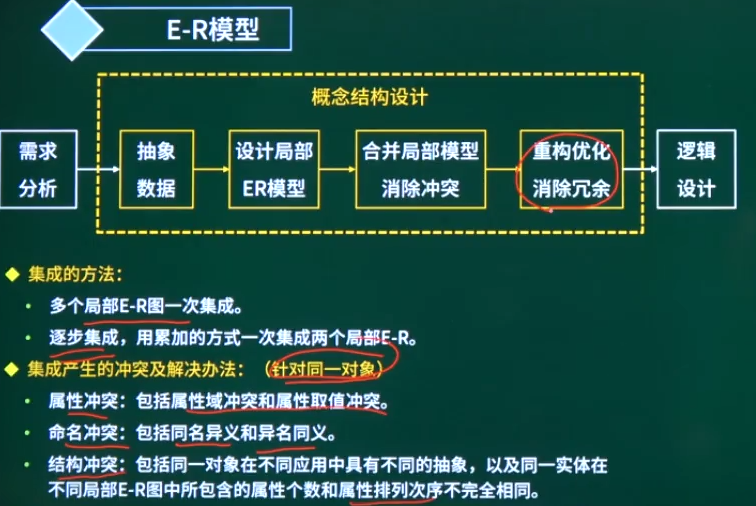 E-R模型
概念结构设计
需求
分析
抽象
数据
设计局部
ER模型
合并局部模型
消除冲突
重构优化
消除冗余
逻辑
设计
◆ 集成的方法：
• 多个局部E-R图一次集成。
• 逐步集成，用累加的方式一次集成两个局部E-R。
◆ 集成产生的冲突及解决办法：（针对同一对象）
• 属性冲突：包括属性域冲突和属性取值冲突。
• 命名冲突：包括同名异义和异名同义。
• 结构冲突：包括同一对象在不同应用中具有不同的抽象，以及同一实体在
不同局部E-R图中所包含的属性个数和属性排列次序不完全相同。